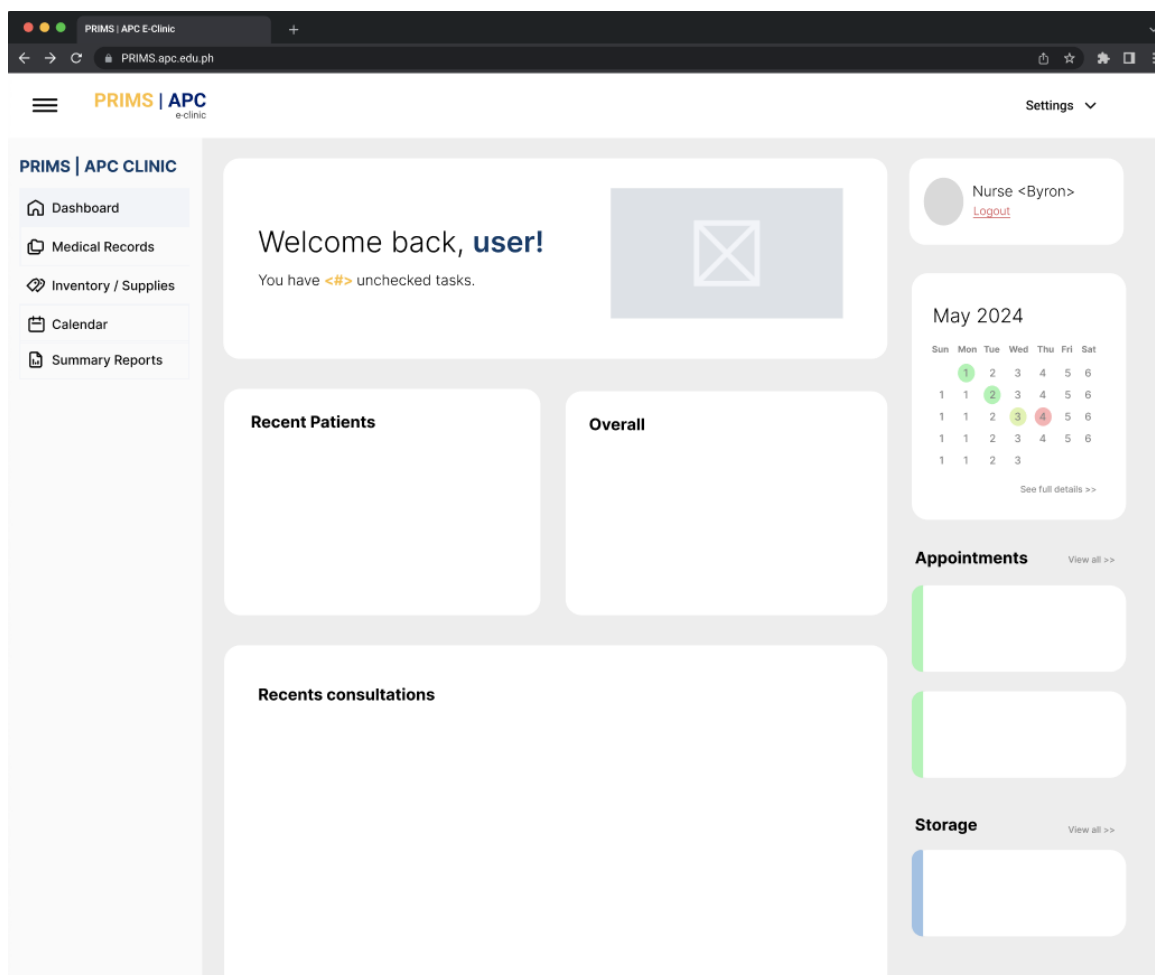 PRIMS | APC E-Clinic
PRIMS.apc.edu.ph
PRIMS | APC
e-clinic
Settings
PRIMS | APC CLINIC
Dashboard
Medical Records
Inventory / Supplies
Calendar
Summary Reports
Welcome back, user!
You have <#> unchecked tasks.
Nurse <Byron>
Logout
May 2024
Sun Mon Tue Wed Thu Fri Sat
1 2 3 4 5 6
1 1 2 3 4 5 6
1 1 2 3 4 5 6
1 1 2 3 4 5 6
1 1 2 3
See full details >>
Recent Patients
Overall
Appointments
View all >>
Recents consultations
Storage
View all >>